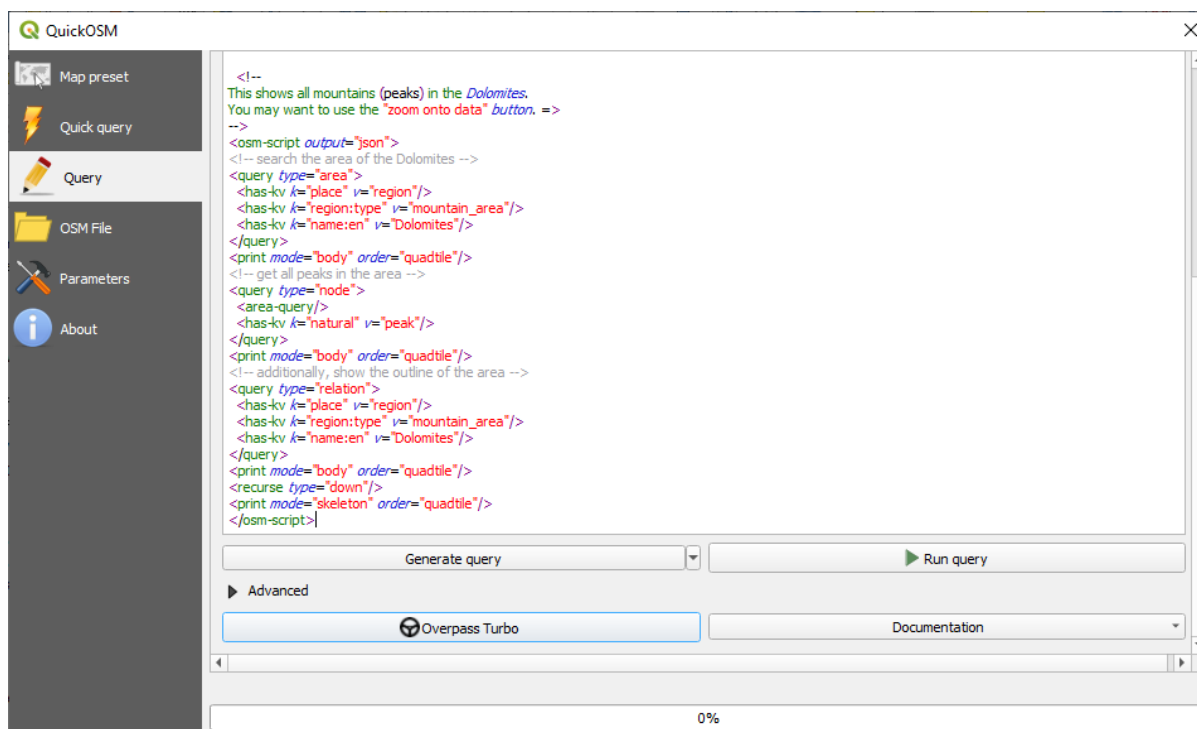 QuickOSM
Map preset
Quick query
Query
OSM File
Parameters
About
<!--
This shows all mountains (peaks) in the Dolomites.
You may want to use the "zoom onto data" button. =>
-->
<osm-script output="json">
<!-- search the area of the Dolomites -->
<query type="area">
<has-kv k="place" v="region"/>
<has-kv k="region:type" v="mountain_area"/>
<has-kv k="name:en" v="Dolomites"/>
</query>
<print mode="body" order="quadtile"/>
<!-- get all peaks in the area -->
<query type="node">
<area-query/>
<has-kv k="natural" v="peak"/>
</query>
<print mode="body" order="quadtile"/>
<!-- additionally, show the outline of the area -->
<query type="relation">
<has-kv k="place" v="region"/>
<has-kv k="region:type" v="mountain_area"/>
<has-kv k="name:en" v="Dolomites"/>
</query>
<print mode="body" order="quadtile"/>
<recurse type="down"/>
<print mode="skeleton" order="quadtile"/>
</osm-script>
Generate query
Run query
Advanced
Overpass Turbo
Documentation
0%